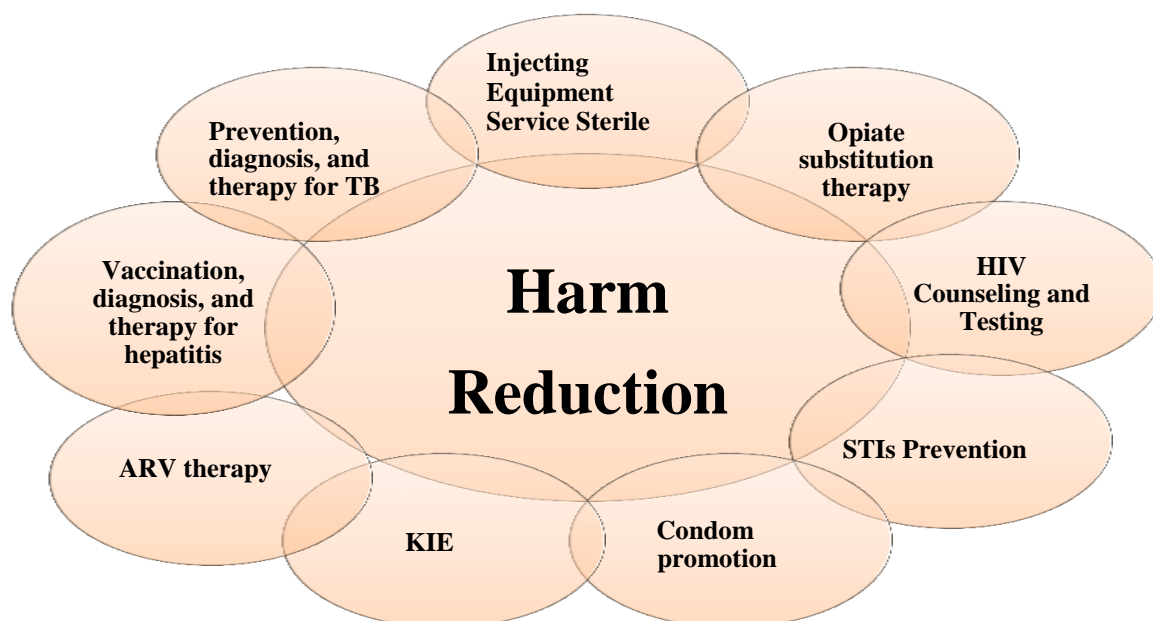 Injecting
Equipment
Service Sterile
Prevention,
diagnosis, and
therapy for TB
Opiate
substitution
therapy
Vaccination,
diagnosis, and
therapy for
hepatitis
Harm
Reduction
HIV
Counseling and
Testing
ARV therapy
STIs Prevention
KIE
Condom
promotion